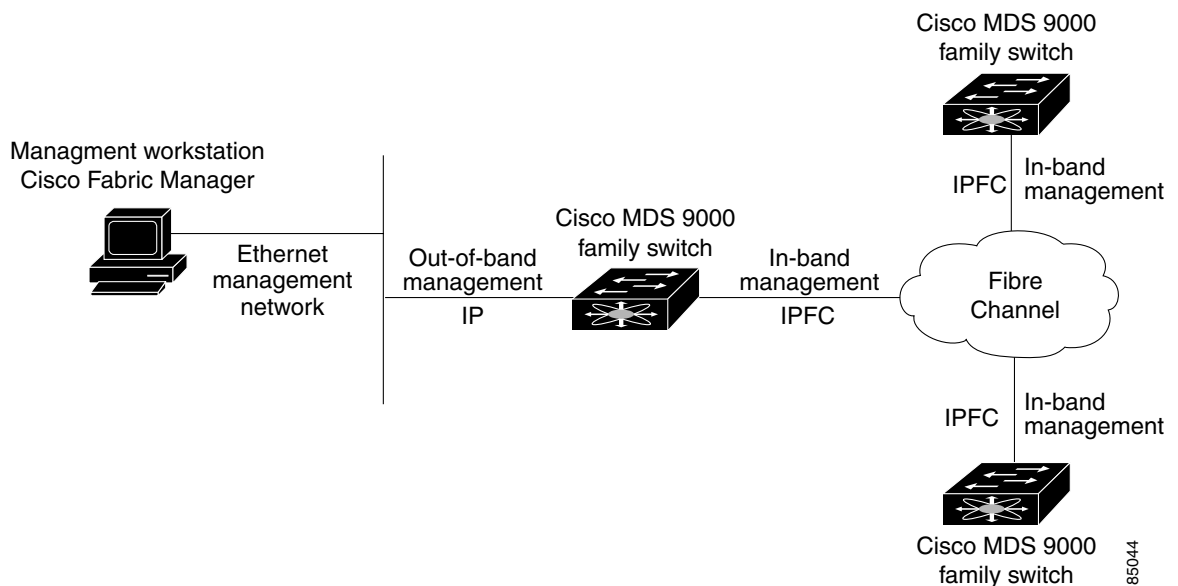 Cisco MDS 9000
family switch
Managment workstation
Cisco Fabric Manager
IPFC
In-band
management
Cisco MDS 9000
family switch
Ethernet
management
network
Out-of-band
management
IP
In-band
management
IPFC
Fibre
Channel
IPFC
In-band
management
Cisco MDS 9000
family switch
85044